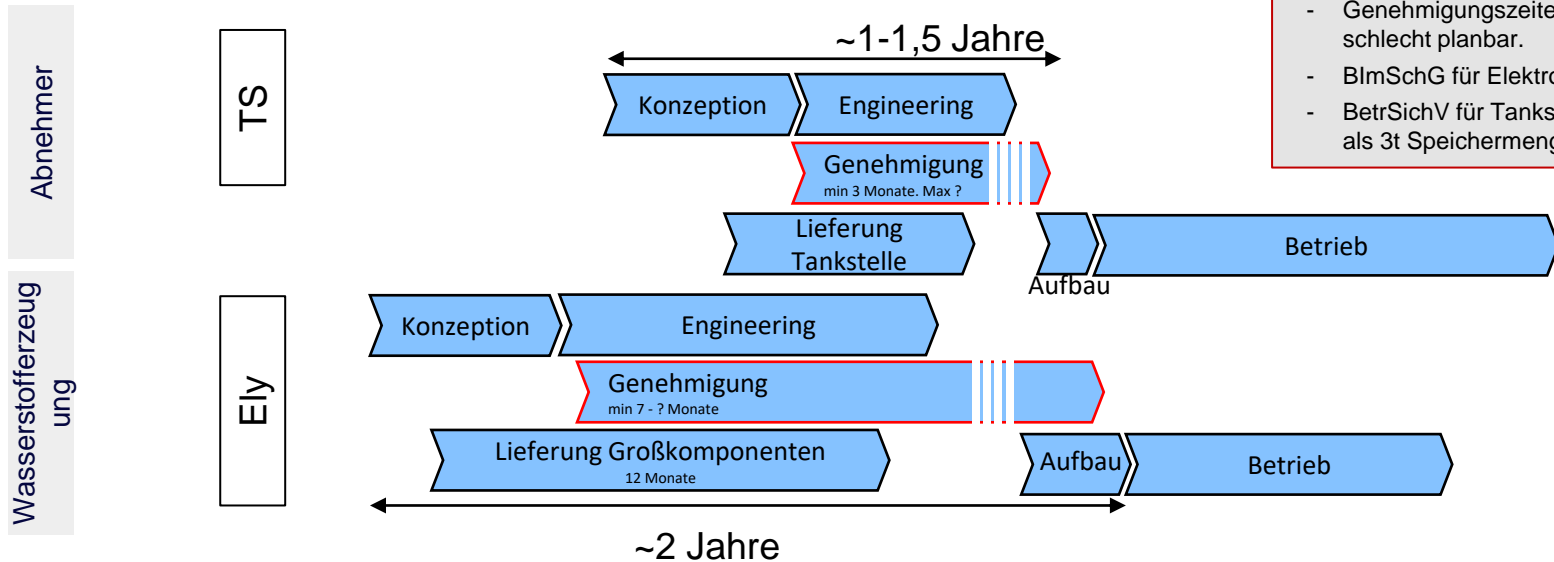 - Genehmigungszeite
schlecht planbar.
- BImSchG für Elektro
- BetrSichV für Tanks
als 3t Speichermeng
Abnehmer
TS
~1-1,5 Jahre
Konzeption
Engineering
Genehmigung
min 3 Monate. Max ?
Lieferung
Tankstelle
Aufbau
Betrieb
Wasserstofferzeug
ung
Ely
Konzeption
Engineering
Genehmigung
min 7 - ? Monate
Lieferung Großkomponenten
12 Monate
Aufbau
Betrieb
~2 Jahre